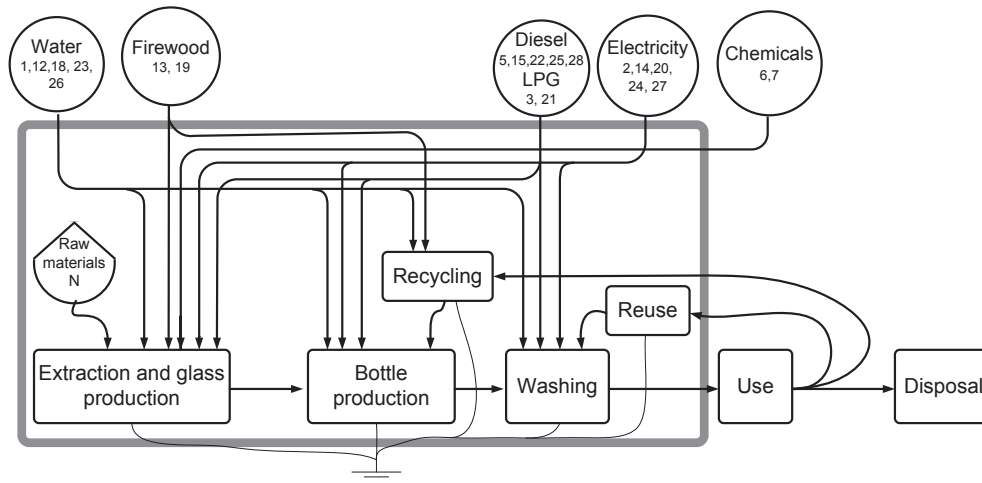 Water
1,12,18, 23,
26
Firewood
13, 19
Diesel
5,15,22,25,28
LPG
3, 21
Electricity
2,14,20,
24, 27
Chemicals
6,7
Raw
materials
N
Recycling
Reuse
Extraction and glass
production
Bottle
production
Washing
Use
Disposal